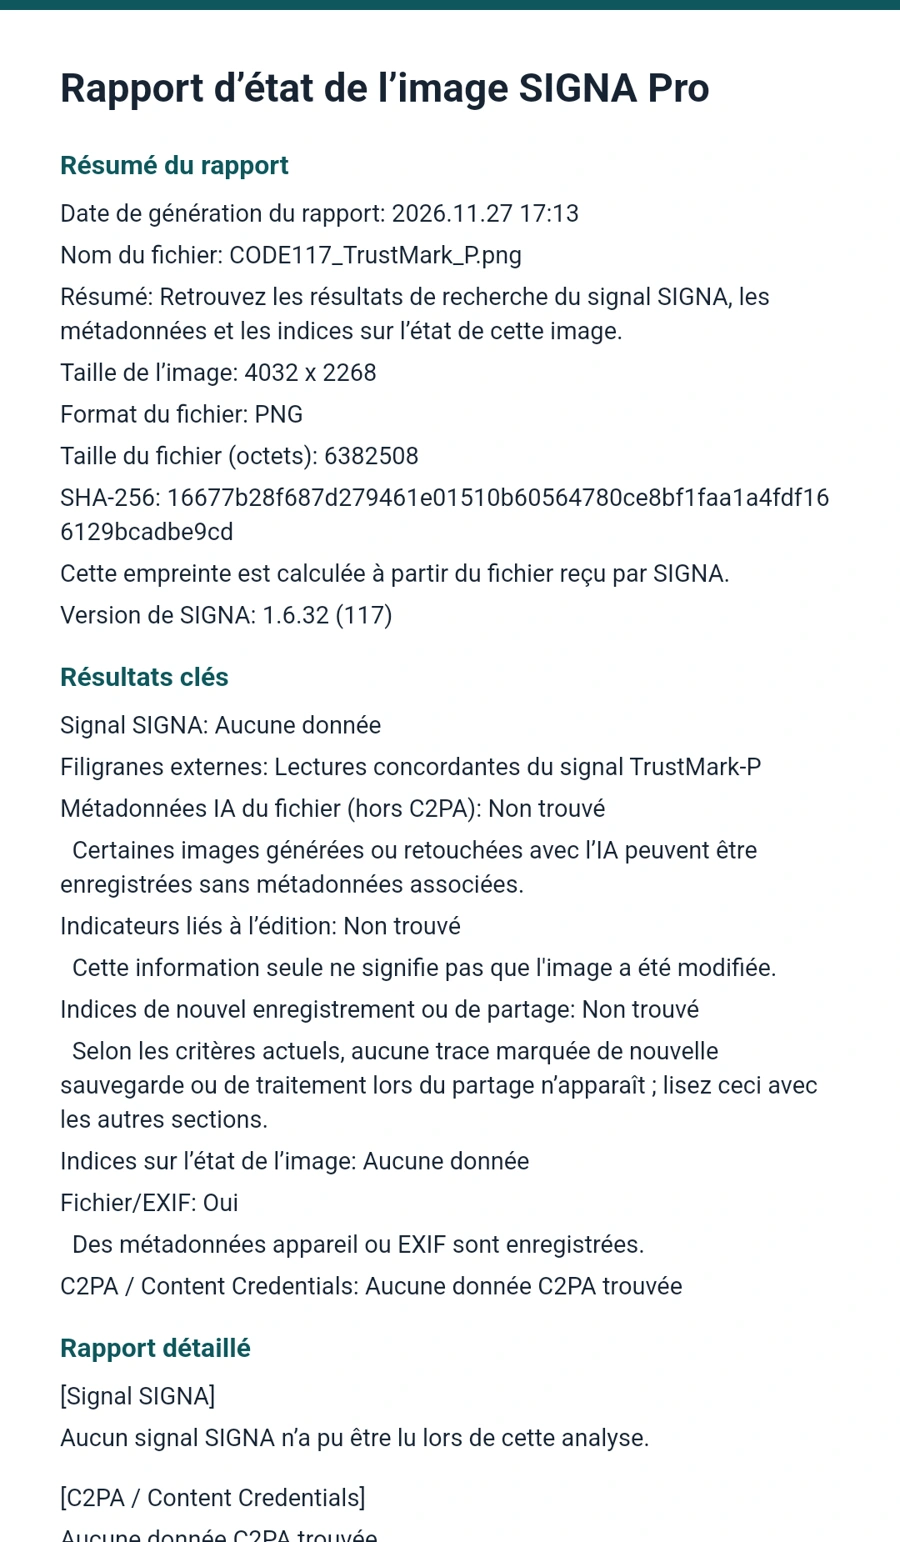 Rapport d’état de l’image SIGNA Pro
Résumé du rapport
Date de génération du rapport: 2026.11.27 17:13
Nom du fichier: CODE117_TrustMark_P.png
Résumé: Retrouvez les résultats de recherche du signal SIGNA, les
métadonnées et les indices sur l’état de cette image.
Taille de l’image: 4032 x 2268
Format du fichier: PNG
Taille du fichier (octets): 6382508
SHA-256: 16677b28f687d279461e01510b60564780ce8bf1faa1a4fdf16
6129bcadbe9cd
Cette empreinte est calculée à partir du fichier reçu par SIGNA.
Version de SIGNA: 1.6.32 (117)
Résultats clés
Signal SIGNA: Aucune donnée
Filigranes externes: Lectures concordantes du signal TrustMark-P
Métadonnées IA du fichier (hors C2PA): Non trouvé
Certaines images générées ou retouchées avec l’IA peuvent être
enregistrées sans métadonnées associées.
Indicateurs liés à l’édition: Non trouvé
Cette information seule ne signifie pas que l'image a été modifiée.
Indices de nouvel enregistrement ou de partage: Non trouvé
Selon les critères actuels, aucune trace marquée de nouvelle
sauvegarde ou de traitement lors du partage n’apparaît ; lisez ceci avec
les autres sections.
Indices sur l’état de l’image: Aucune donnée
Fichier/EXIF: Oui
Des métadonnées appareil ou EXIF sont enregistrées.
C2PA / Content Credentials: Aucune donnée C2PA trouvée
Rapport détaillé
[Signal SIGNA]
Aucun signal SIGNA n’a pu être lu lors de cette analyse.
[C2PA / Content Credentials]
Aucune donnée C2PA trouvée